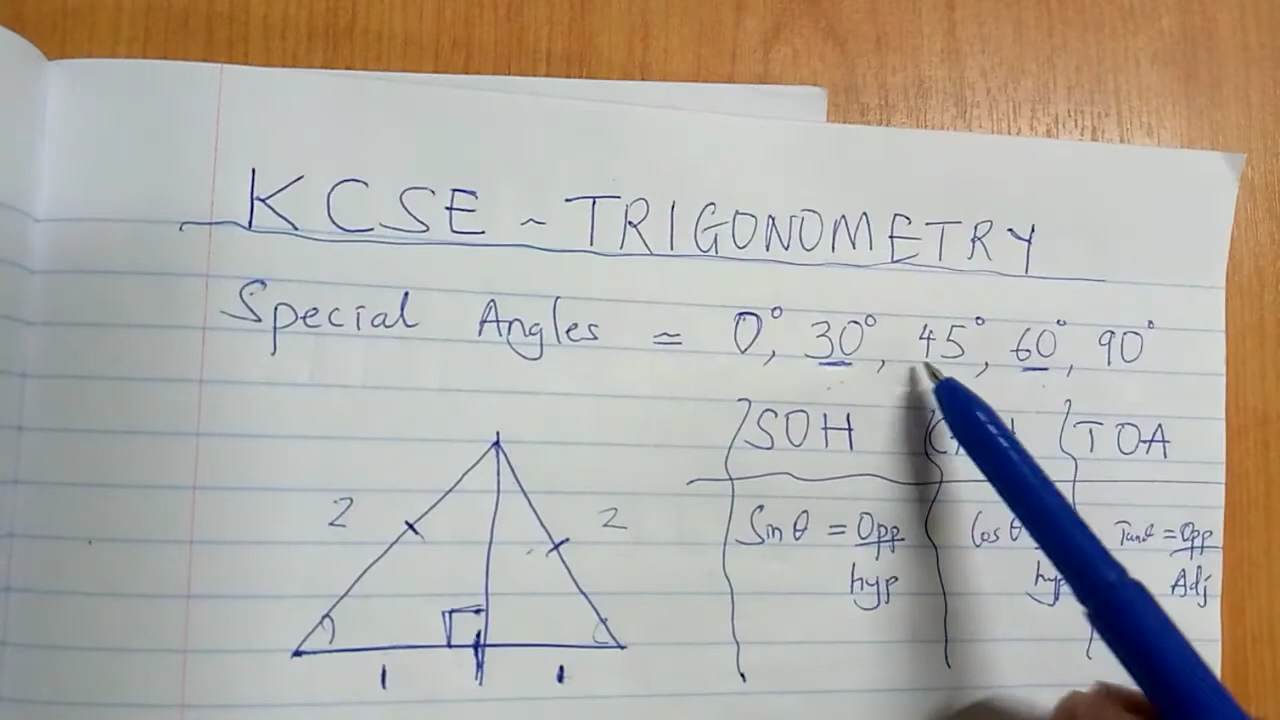 KCSE ~ TRIGONOMETRY
Special Angles = 0°, 30°, 45°, 60°, 90°
SOH TOA
2 2
Sin θ = Opp Cos θ Tanθ = Opp
hyp hyp Adj
1 1